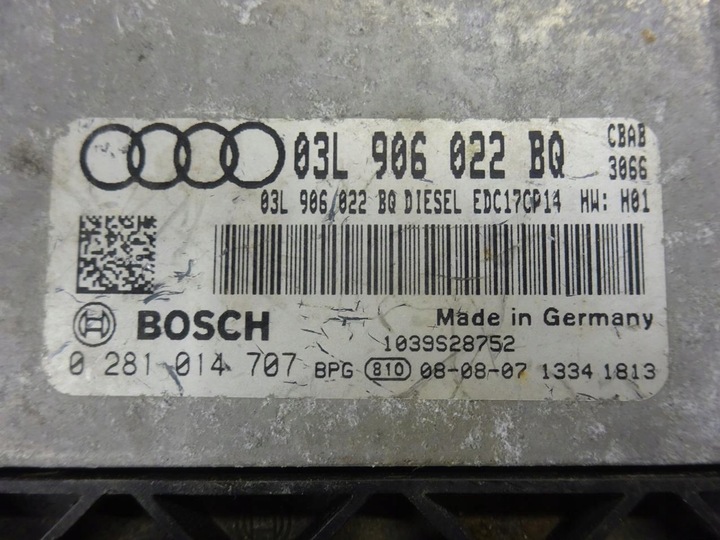 03L 906 022 BQ CBAB
3066
03L 906 022 BQ DIESEL EDC17CP14 HW: H01
BOSCH Made in Germany
1039S28752
0 281 014 707 BPG 810 08-08-07 1334 1813